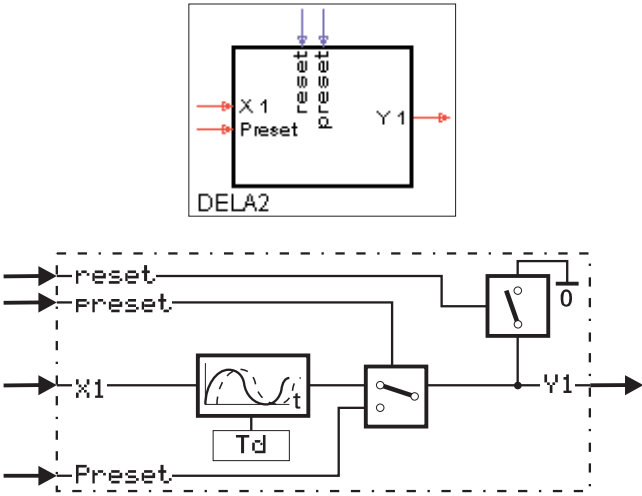 reset
preset
X 1
Preset
Y 1
DELA2
reset
preset
0
X1
t
Y1
Td
Preset